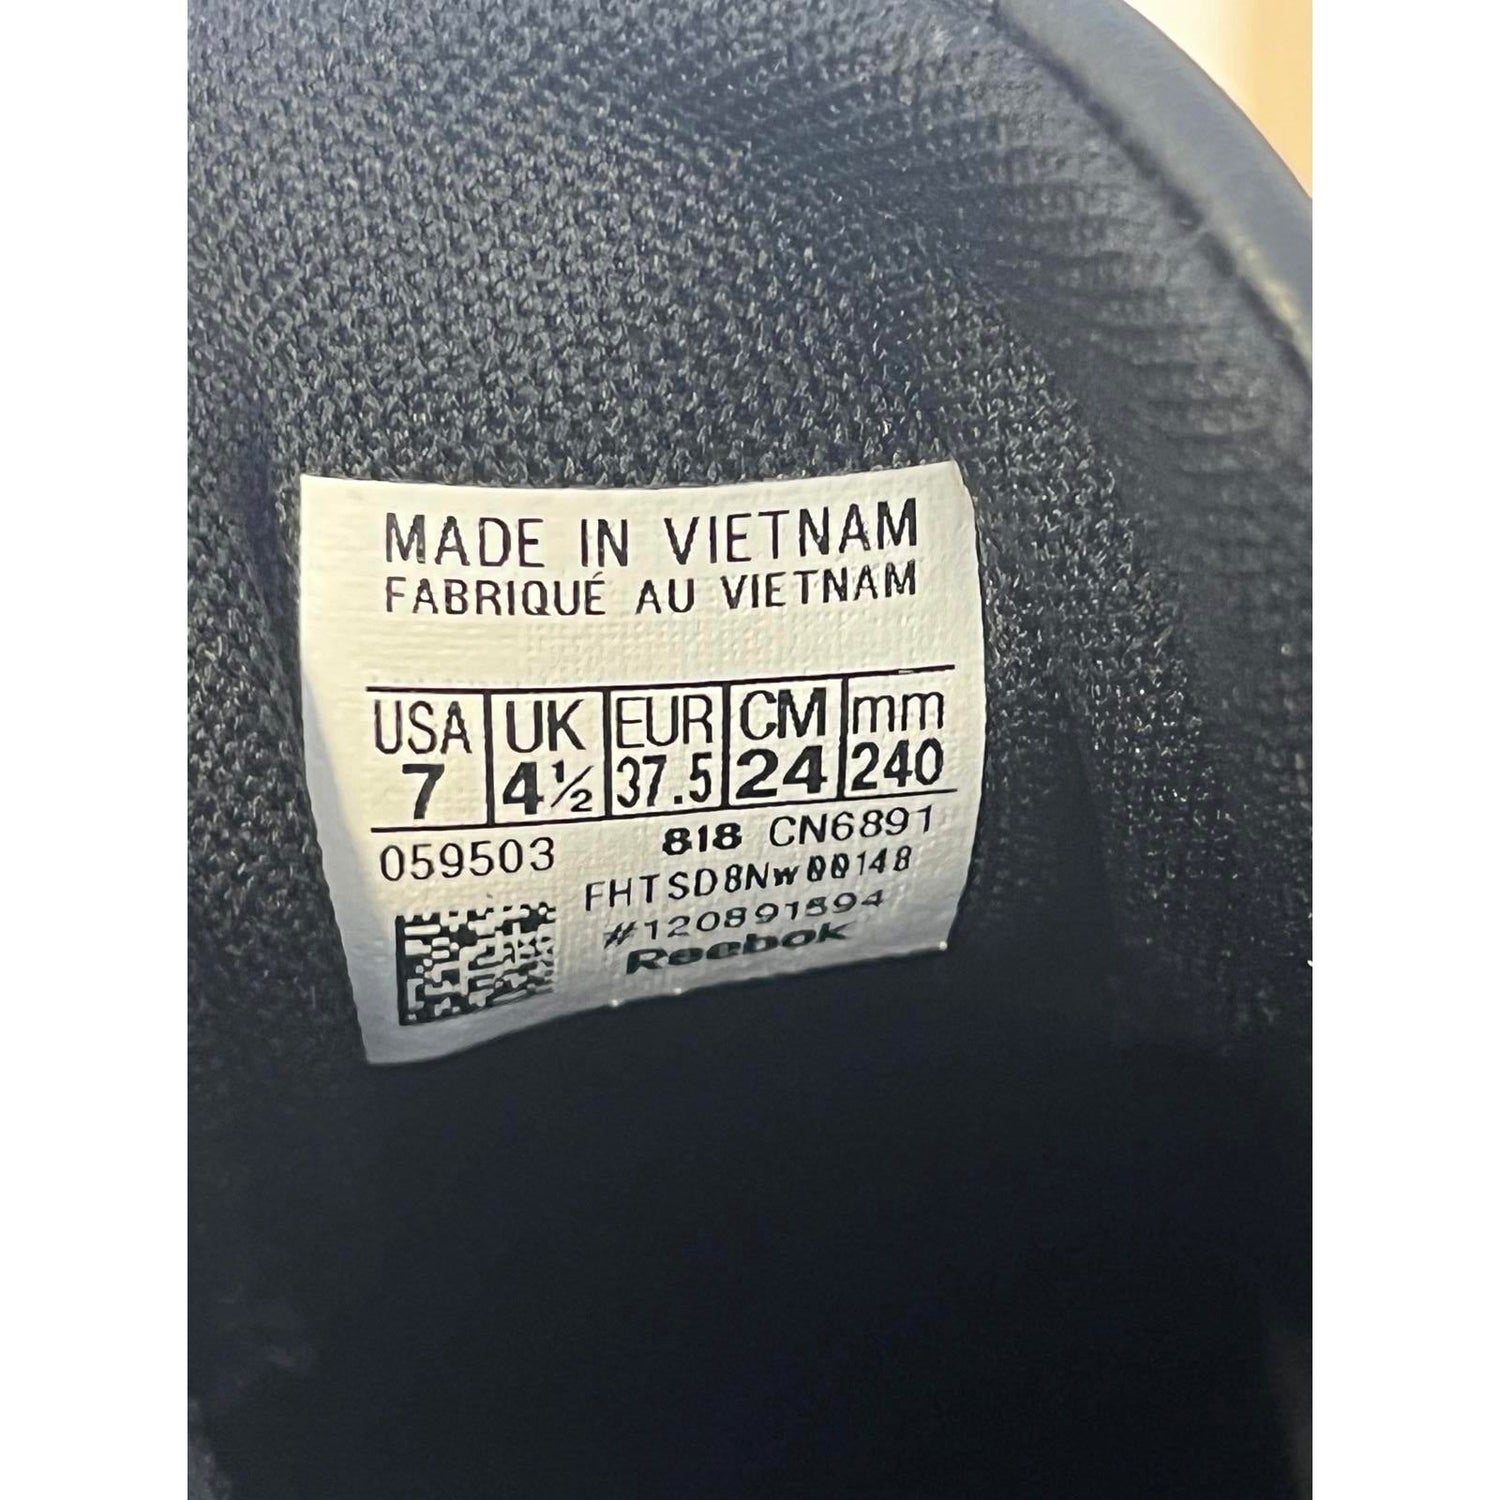 MADE IN VIETNAM
FABRIQUÉ AU VIETNAM
USA UK EUR CM mm
7 4½ 37.5 24 240
059503 818 CN6891
FHTSD8Nw00148
#120891594
Reebok